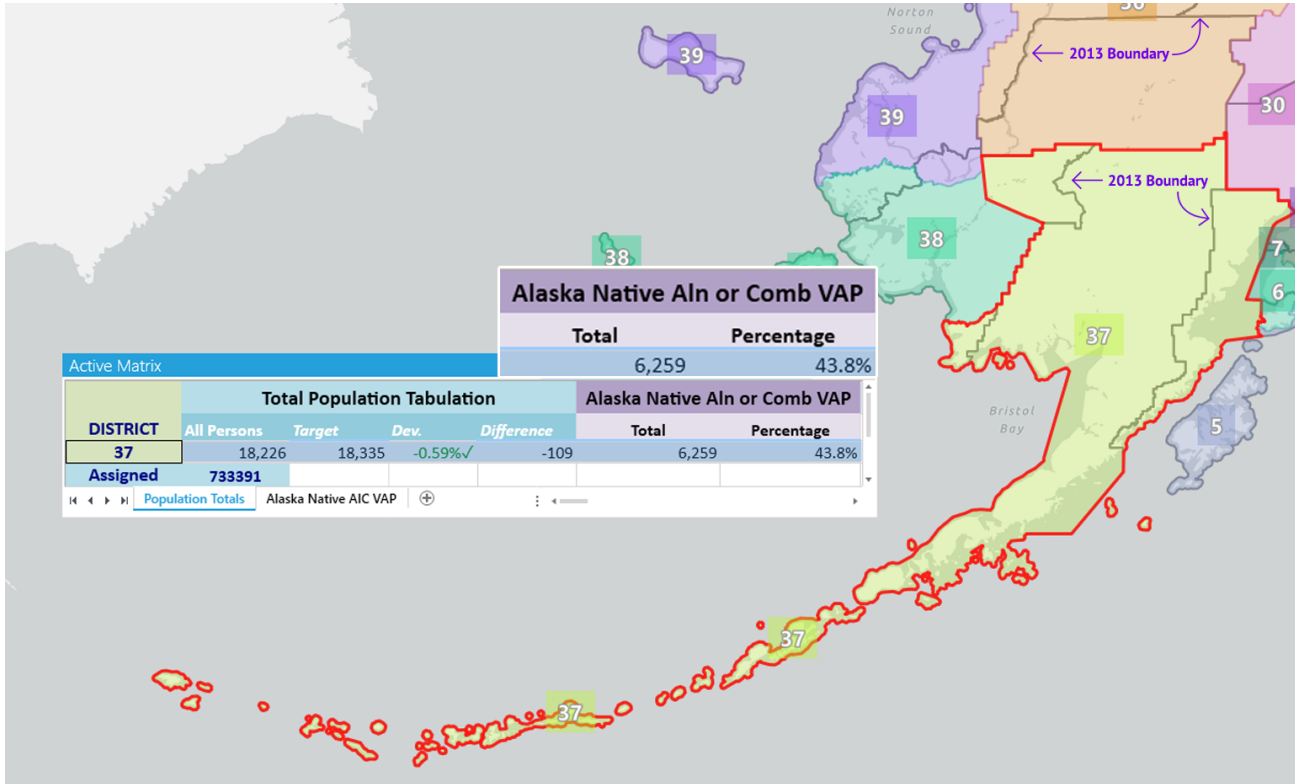 Norton
Sound
36
39
2013 Boundary
39
30
2013 Boundary
38
38
7
6
Alaska Native Aln or Comb VAP
Total Percentage
6,259 43.8%
37
Active Matrix
Total Population Tabulation Alaska Native Aln or Comb VAP
DISTRICT All Persons Target Dev. Difference Total Percentage
37 18,226 18,335 -0.59%✓ -109 6,259 43.8%
Assigned 733391
Population Totals Alaska Native AIC VAP
Bristol
Bay
5
37
37